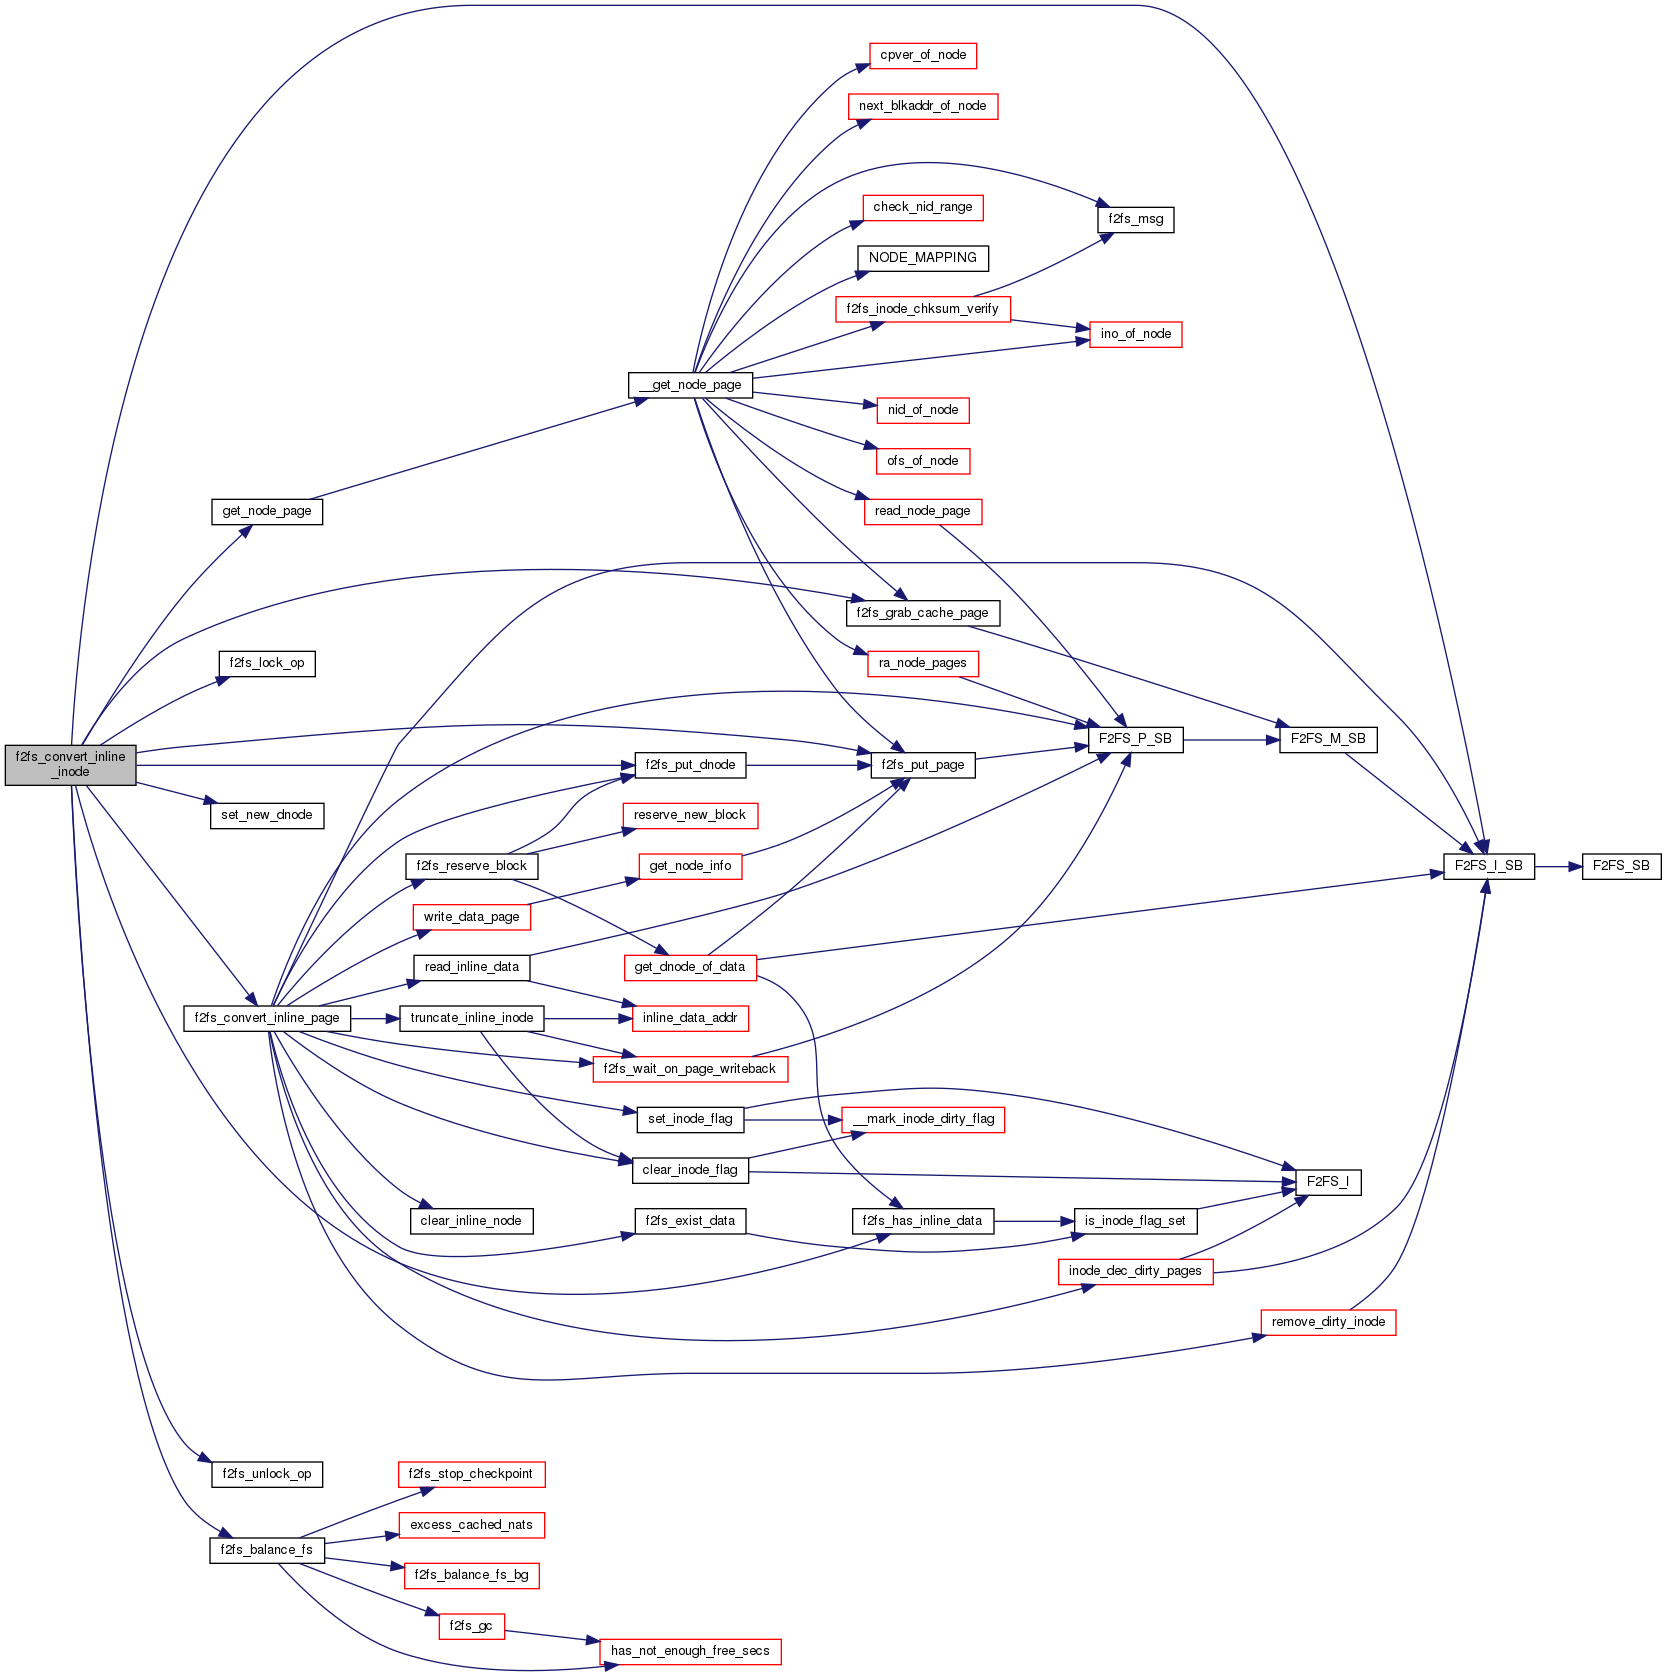 cpver_of_node
next_blkaddr_of_node
check_nid_range
f2fs_msg
NODE_MAPPING
f2fs_inode_chksum_verify
ino_of_node
__get_node_page
nid_of_node
ofs_of_node
get_node_page
read_node_page
f2fs_grab_cache_page
f2fs_lock_op
ra_node_pages
F2FS_P_SB
F2FS_M_SB
f2fs_convert_inline
_inode
f2fs_put_dnode
f2fs_put_page
set_new_dnode
reserve_new_block
f2fs_reserve_block
get_node_info
F2FS_I_SB
F2FS_SB
write_data_page
read_inline_data
get_dnode_of_data
f2fs_convert_inline_page
truncate_inline_inode
inline_data_addr
f2fs_wait_on_page_writeback
set_inode_flag
__mark_inode_dirty_flag
clear_inode_flag
F2FS_I
clear_inline_node
f2fs_exist_data
f2fs_has_inline_data
is_inode_flag_set
inode_dec_dirty_pages
remove_dirty_inode
f2fs_unlock_op
f2fs_stop_checkpoint
excess_cached_nats
f2fs_balance_fs
f2fs_balance_fs_bg
f2fs_gc
has_not_enough_free_secs